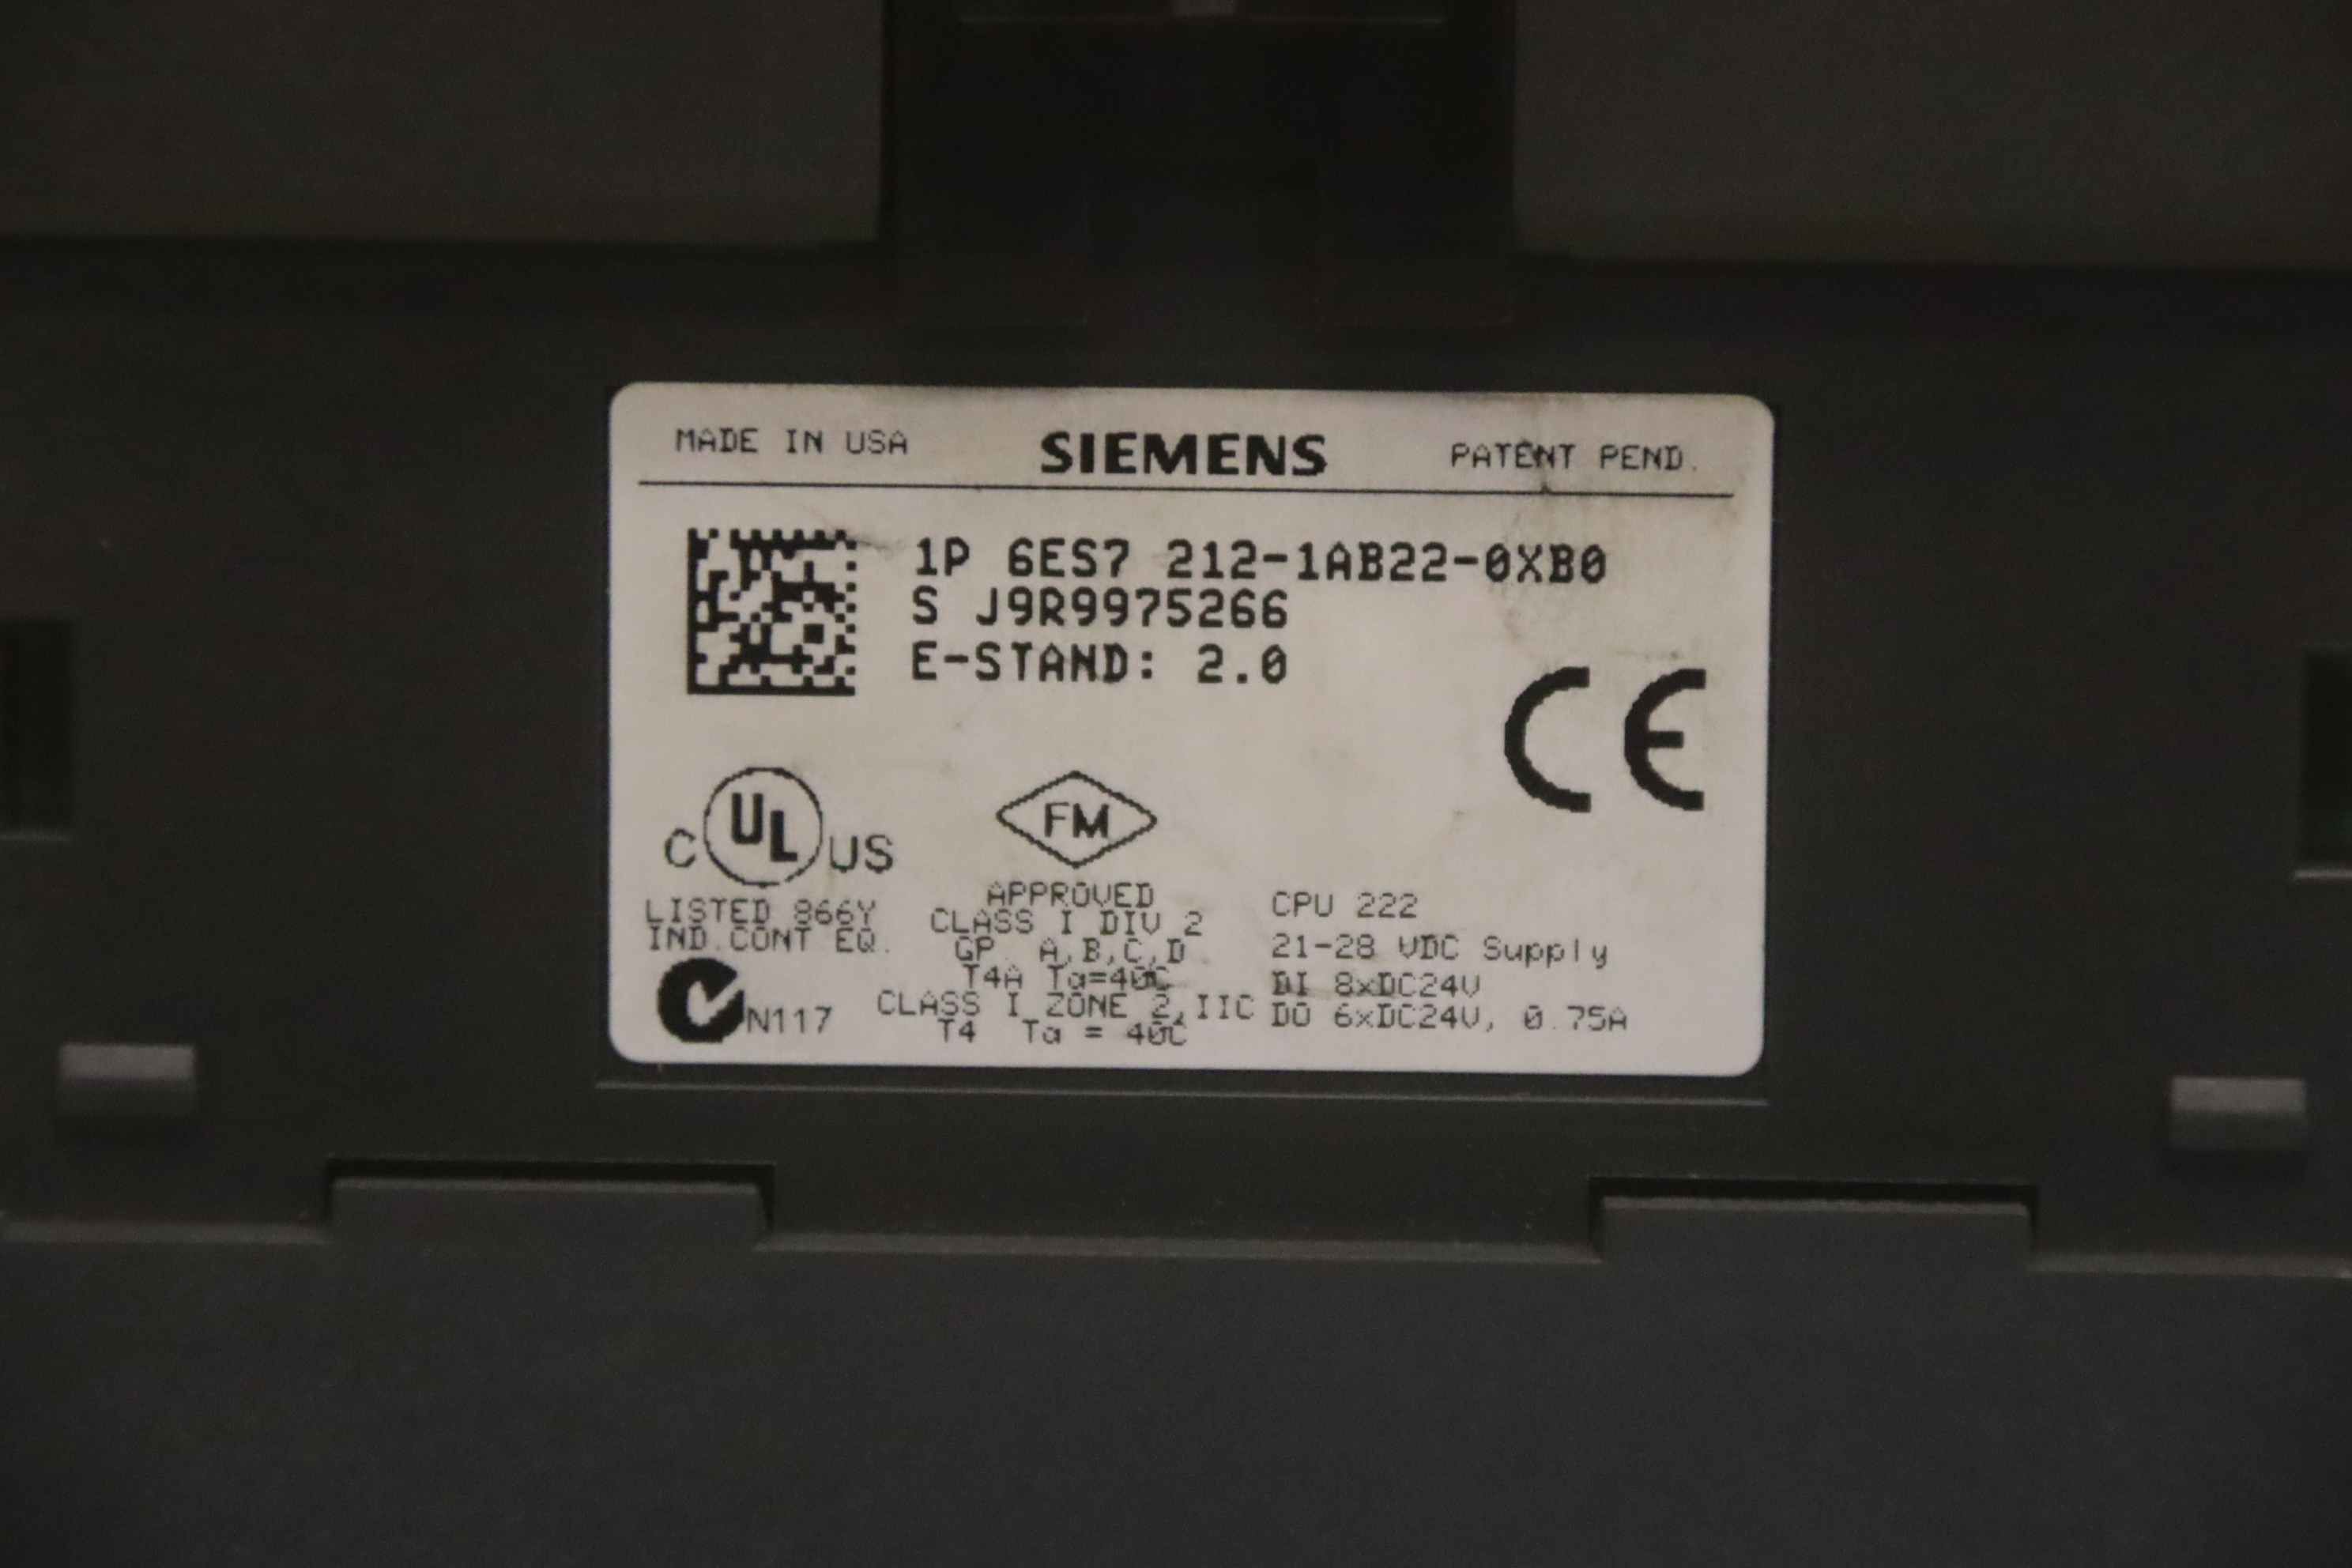 MADE IN USA SIEMENS PATENT PEND.
1P 6ES7 212-1AB22-0XB0
S J9R9975266
E-STAND: 2.0
CE
C UL US
LISTED 866Y
IND.CONT EQ.
N117
FM
APPROVED
CLASS I DIV 2
GP. A,B,C,D
T4A Ta=40C
CLASS I ZONE 2,IIC
T4 Ta = 40C
CPU 222
21-28 VDC Supply
DI 8xDC24V
DO 6xDC24V, 0.75A